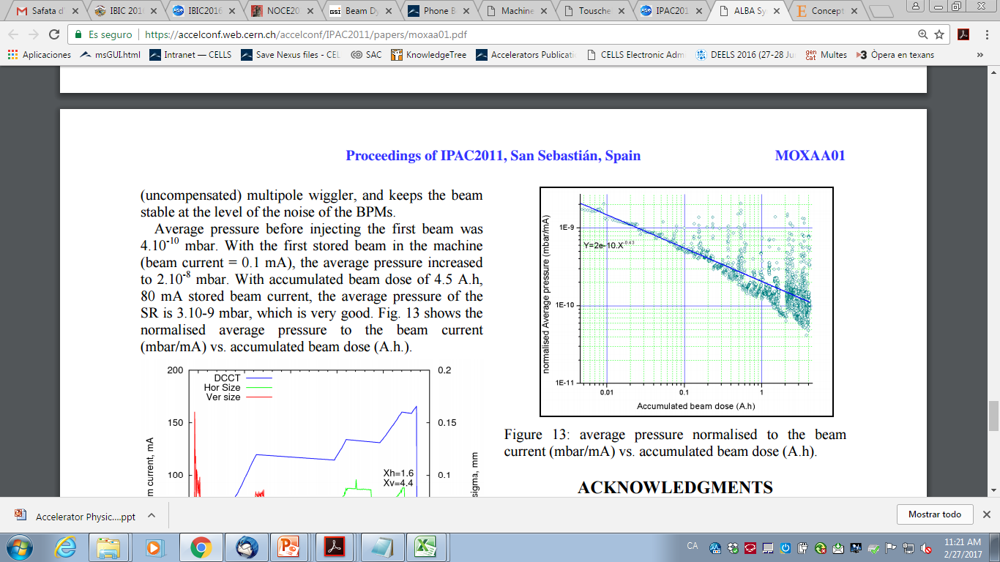 Safata d'
IBIC 201
IBIC2016
NOCE20
Beam Dy
Phone B
Machine
Tousche
IPAC201
ALBA Sy
Concept
Es seguro
https://accelconf.web.cern.ch/accelconf/IPAC2011/papers/moxaa01.pdf
Aplicaciones
msGUI.html
Intranet — CELLS
Save Nexus files - CEL
SAC
KnowledgeTree
Accelerators Publicati
CELLS Electronic Adm
DEELS 2016 (27-28 Ju
gen cat
Multes
Òpera en texans
»
Proceedings of IPAC2011, San Sebastián, Spain
MOXAA01
(uncompensated) multipole wiggler, and keeps the beam
stable at the level of the noise of the BPMs.
Average pressure before injecting the first beam was
4.10-10 mbar. With the first stored beam in the machine
(beam current = 0.1 mA), the average pressure increased
to 2.10-8 mbar. With accumulated beam dose of 4.5 A.h,
80 mA stored beam current, the average pressure of the
SR is 3.10-9 mbar, which is very good. Fig. 13 shows the
normalised average pressure to the beam current
(mbar/mA) vs. accumulated beam dose (A.h.).
200
0.2
DCCT
Hor Size
Ver size
150
0.15
100
0.1
m current, mA
sigma, mm
Xh=1.6
Xv=4.4
normalised Average pressure (mbar/mA)
1E-9
Y=2e-10.X-0.43
1E-10
1E-11
0.01
0.1
1
Accumulated beam dose (A.h)
Figure 13: average pressure normalised to the beam
current (mbar/mA) vs. accumulated beam dose (A.h).
ACKNOWLEDGMENTS
Accelerator Physic....ppt
Mostrar todo
CA
11:21 AM
2/27/2017